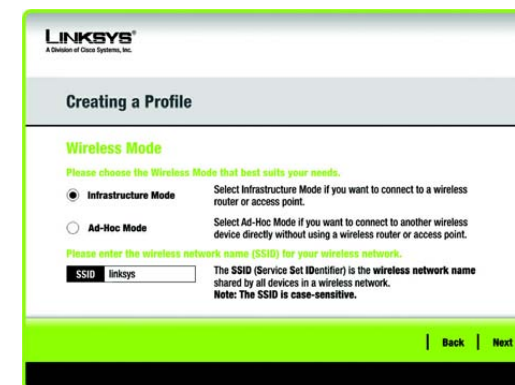 LINKSYS®
A Division of Cisco Systems, Inc.
Creating a Profile
Wireless Mode
Please choose the Wireless Mode that best suits your needs.
Infrastructure Mode
Select Infrastructure Mode if you want to connect to a wireless
router or access point.
Ad-Hoc Mode
Select Ad-Hoc Mode if you want to connect to another wireless
device directly without using a wireless router or access point.
Please enter the wireless network name (SSID) for your wireless network.
SSID linksys
The SSID (Service Set IDentifier) is the wireless network name
shared by all devices in a wireless network.
Note: The SSID is case-sensitive.
Back Next